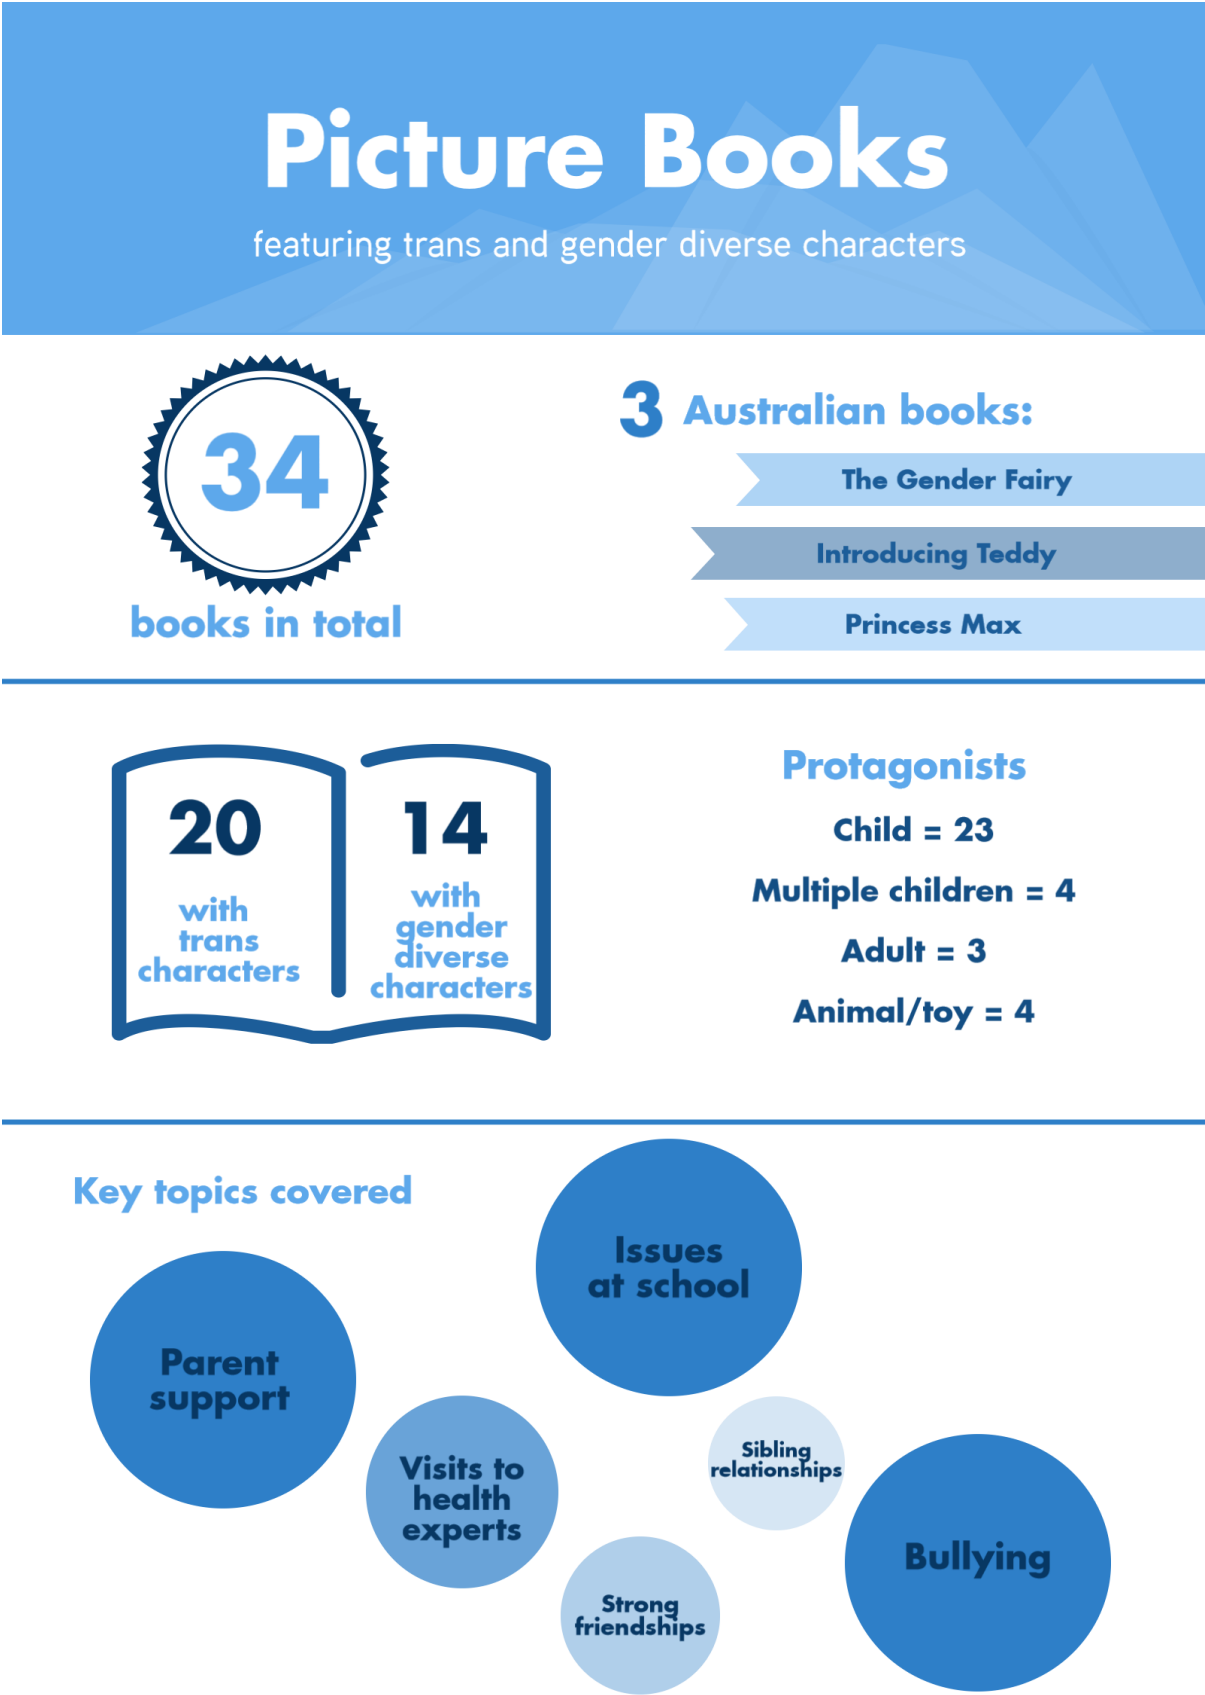 Picture Books
featuring trans and gender diverse characters
34
books in total
3 Australian books:
The Gender Fairy
Introducing Teddy
Princess Max
20
with
trans
characters
14
with
gender
diverse
characters
Protagonists
Child = 23
Multiple children = 4
Adult = 3
Animal/toy = 4
Key topics covered
Issues
at school
Parent
support
Visits to
health
experts
Sibling
relationships
Strong
friendships
Bullying